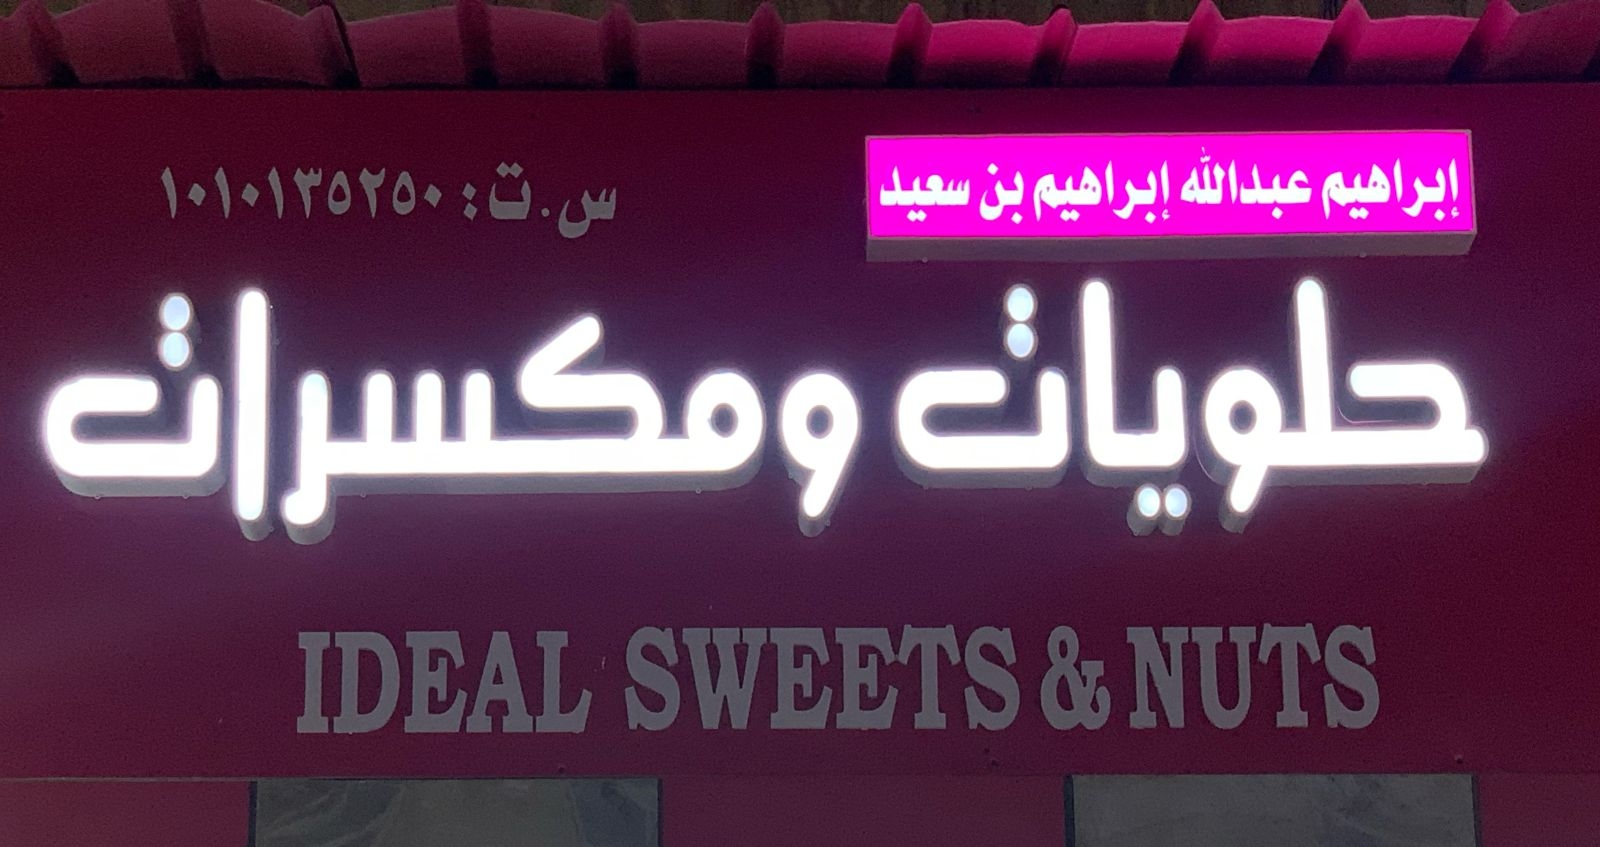 إبراهيم عبدالله إبراهيم بن سعيد
س.ت: ١٠١٠١٣٥٢٥٠
حلويات ومكسرات
IDEAL SWEETS & NUTS